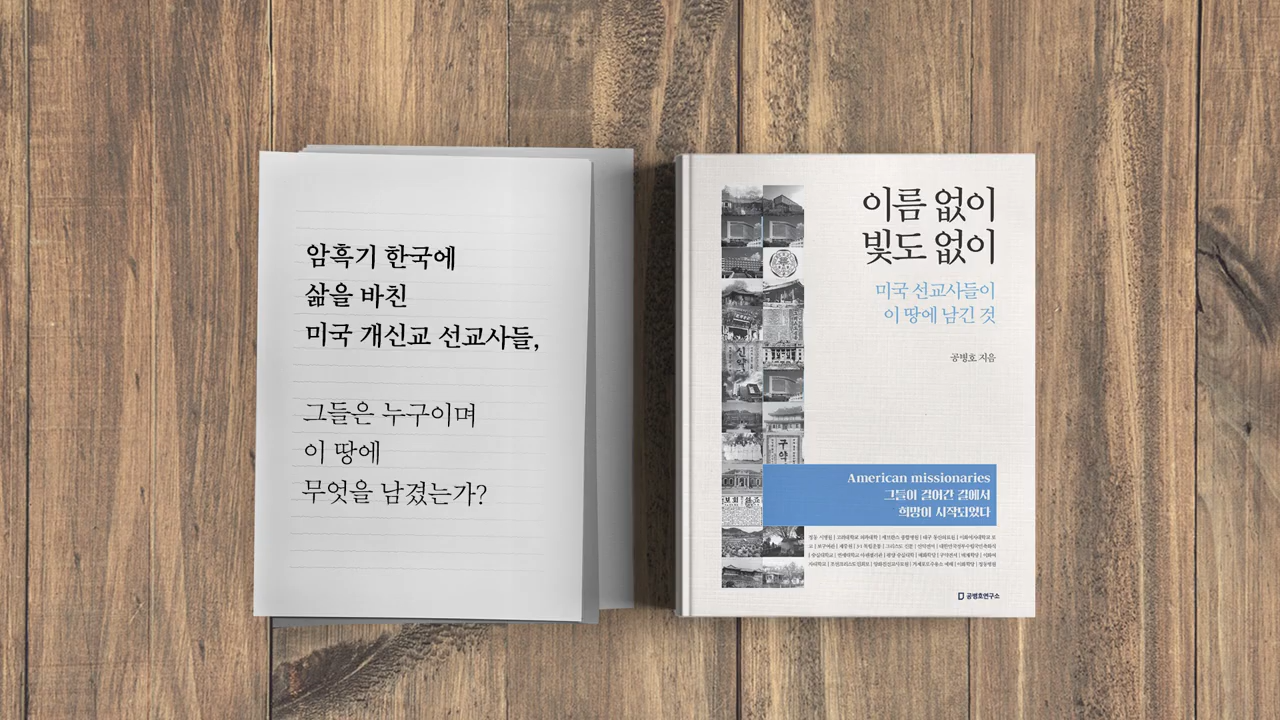 암흑기 한국에
삶을 바친
미국 개신교 선교사들,
그들은 누구이며
이 땅에
무엇을 남겼는가?
이름 없이
빛도 없이
미국 선교사들이
이 땅에 남긴 것
공병호 지음
신약
구약
American missionaries
그들이 걸어간 길에서
희망이 시작되었다
공병호연구소